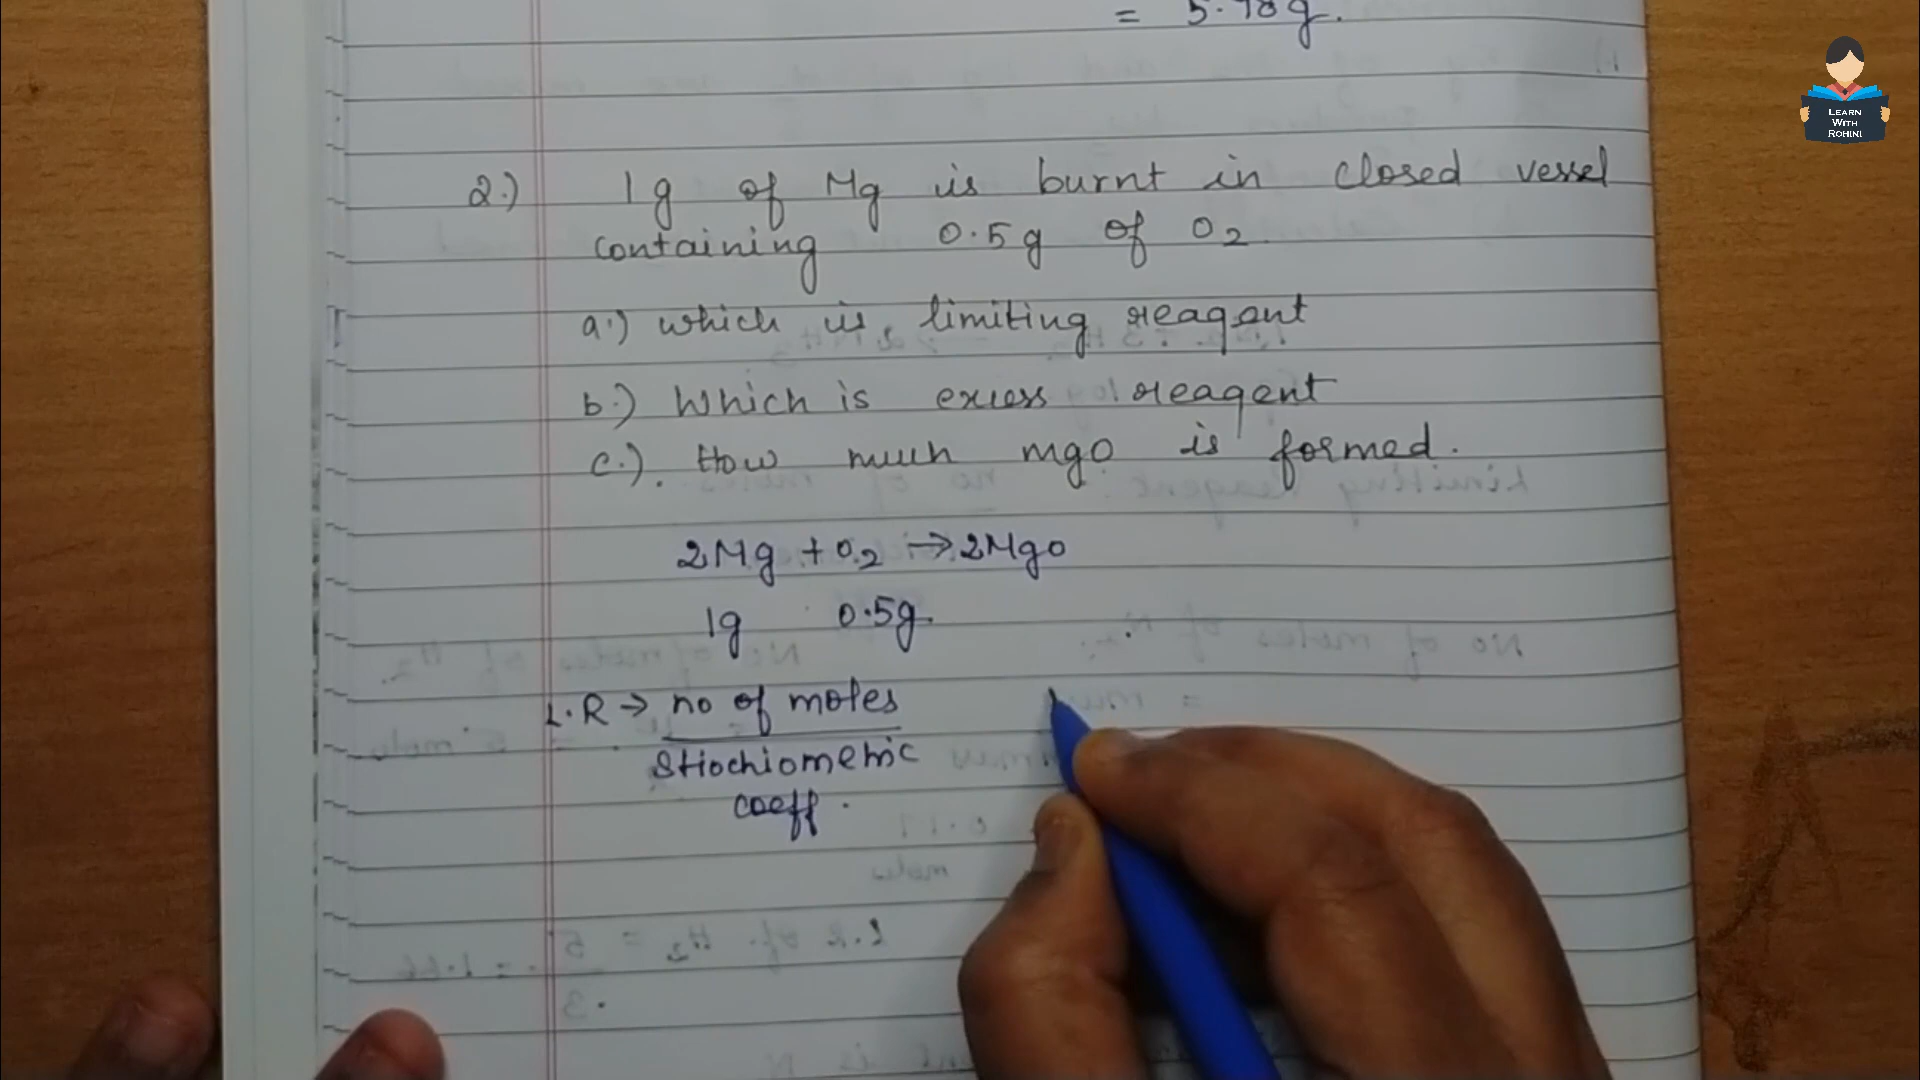 = 5.78g.
2.) 1g of Mg is burnt in closed vessel
containing 0.5g of O2
a.) which is limiting reagent
b.) Which is excess reagent
c.). How much mgo is formed.
2Mg + O2 → 2Mgo
1g 0.5g.
L.R → no of moles
Stiochiometric
coeff.
LEARN
WITH
ROHINI